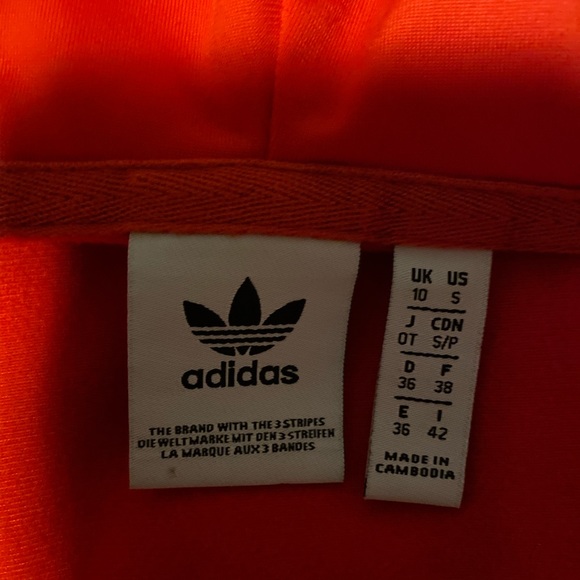 adidas
THE BRAND WITH THE 3 STRIPES
DIE WELTMARKE MIT DEN 3 STREIFEN
LA MARQUE AUX 3 BANDES
UK US
10 S
J CDN
OT S/P
D F
36 38
E I
36 42
MADE IN
CAMBODIA